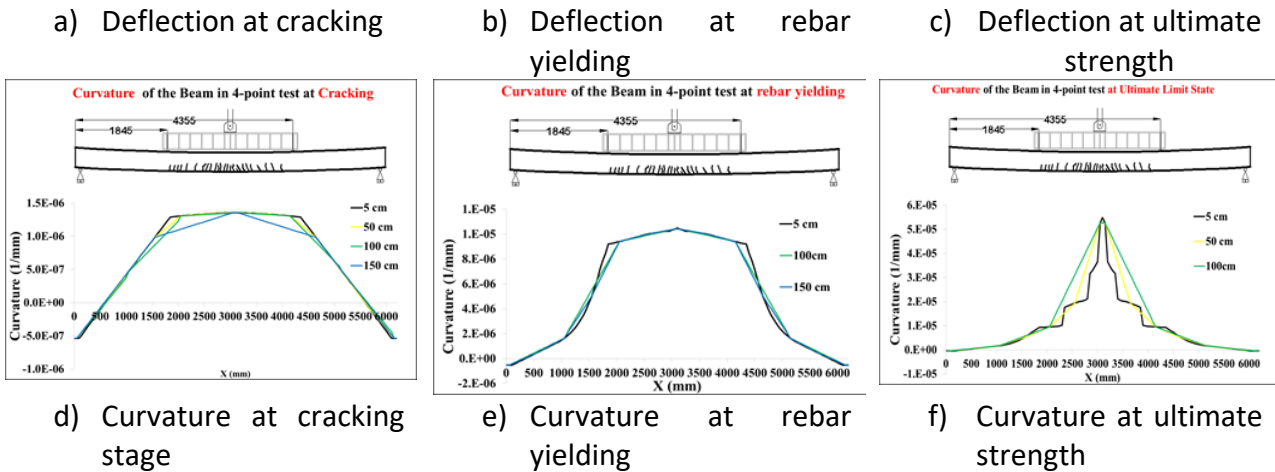 a) Deflection at cracking
b) Deflection at rebar
yielding
c) Deflection at ultimate
strength
Curvature of the Beam in 4-point test at Cracking
4355
1845
1.5E-06
1.0E-06
5.0E-07
0.0E+00
-5.0E-07
-1.0E-06
Curvature (1/mm)
0 500 1000 1500 2000 2500 3000 3500 4000 4500 5000 5500 6000
X (mm)
5 cm
50 cm
100 cm
150 cm
Curvature of the Beam in 4-point test at rebar yielding
4355
1845
1.2E-05
1.0E-05
8.0E-06
6.0E-06
4.0E-06
2.0E-06
0.0E+00
-2.0E-06
Curvature (1/mm)
0 500 1000 1500 2000 2500 3000 3500 4000 4500 5000 5500 6000
X (mm)
5 cm
100cm
150 cm
Curvature of the Beam in 4-point test at Ultimate Limit State
4355
1845
6.E-05
5.E-05
4.E-05
3.E-05
2.E-05
1.E-05
0.E+00
-1.E-05
Curvature (1/mm)
0 500 1000 1500 2000 2500 3000 3500 4000 4500 5000 5500 6000
X (mm)
5 cm
50 cm
100cm
d) Curvature at cracking
stage
e) Curvature at rebar
yielding
f) Curvature at ultimate
strength